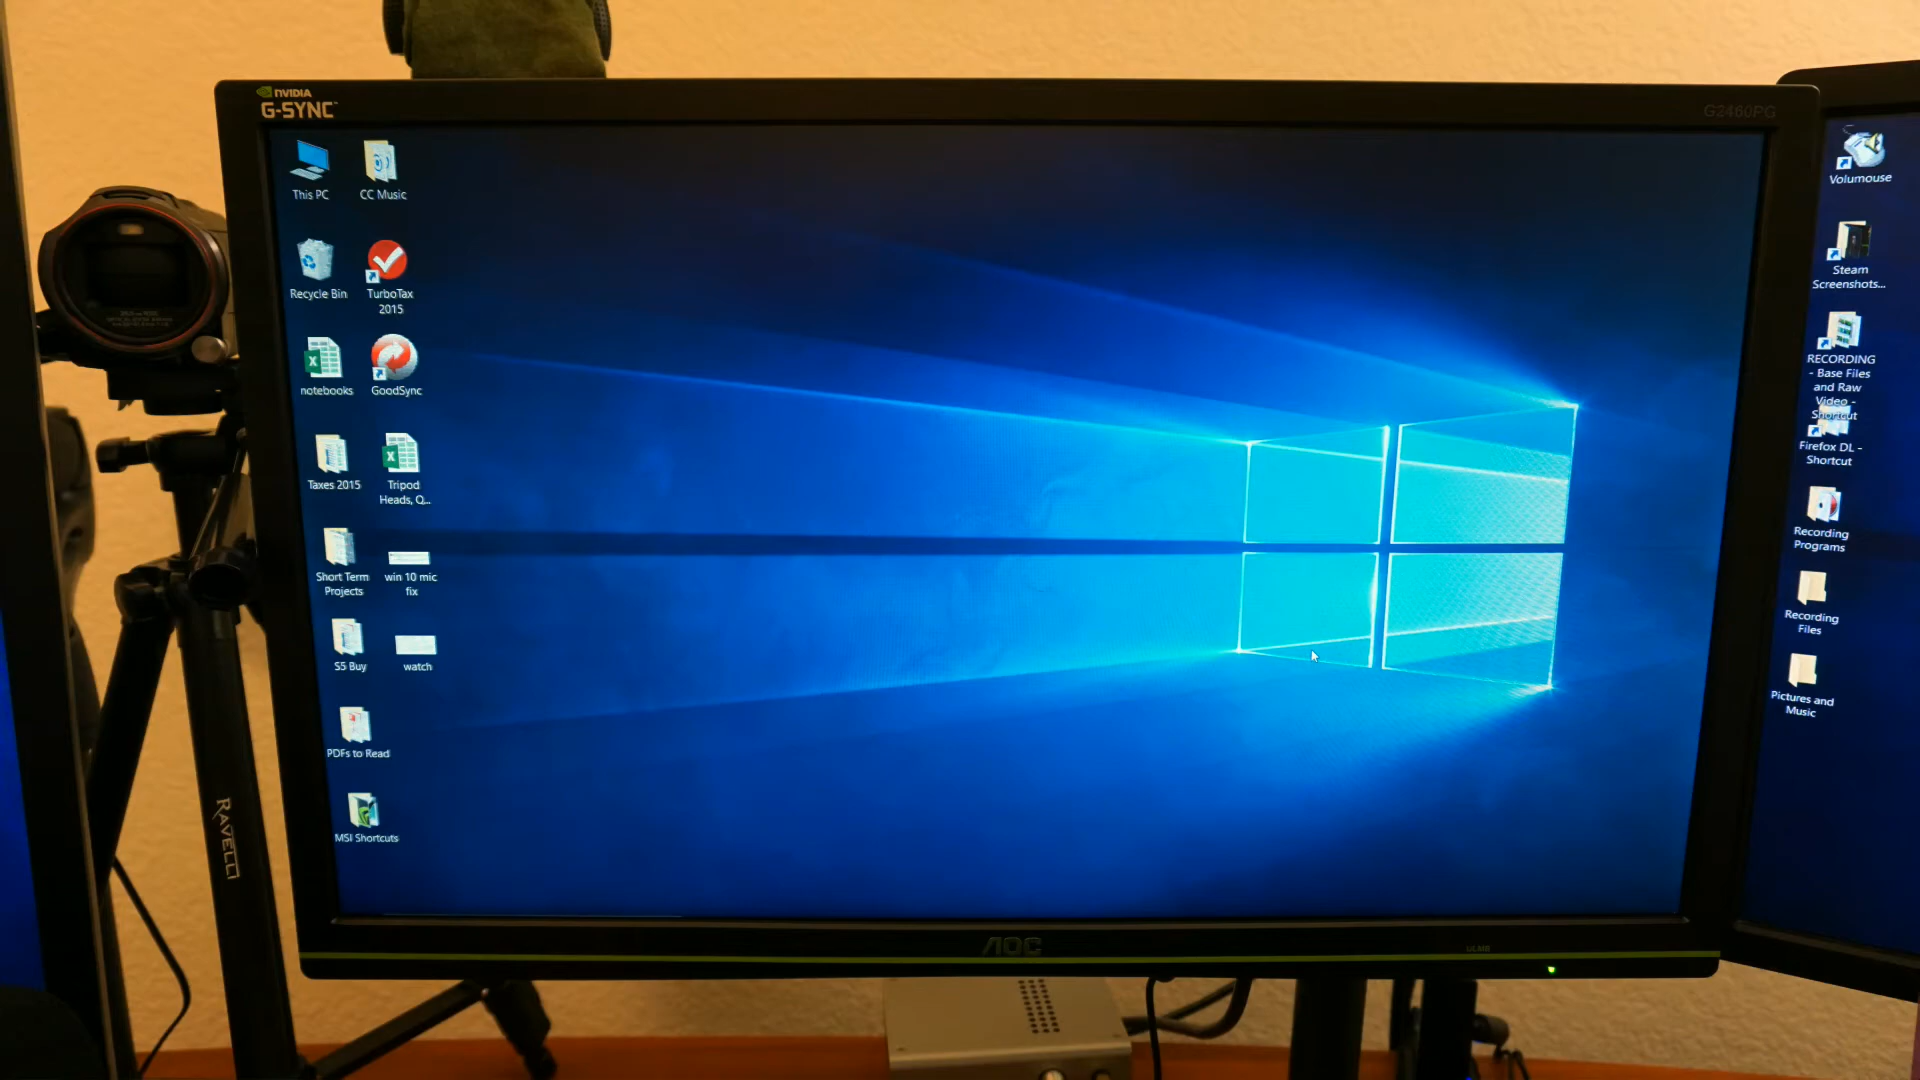 NVIDIA
G-SYNC
G2460PG
This PC
CC Music
Recycle Bin
TurboTax
2015
notebooks
GoodSync
Taxes 2015
Tripod
Heads, Q...
Short Term
Projects
win 10 mic
fix
S5 Buy
watch
PDFs to Read
MSI Shortcuts
Volumouse
Steam
Screenshots...
RECORDING
- Base Files
and Raw
Video -
Shortcut
Firefox DL -
Shortcut
Recording
Programs
Recording
Files
Pictures and
Music
AOC
ULMB
RAVELLI